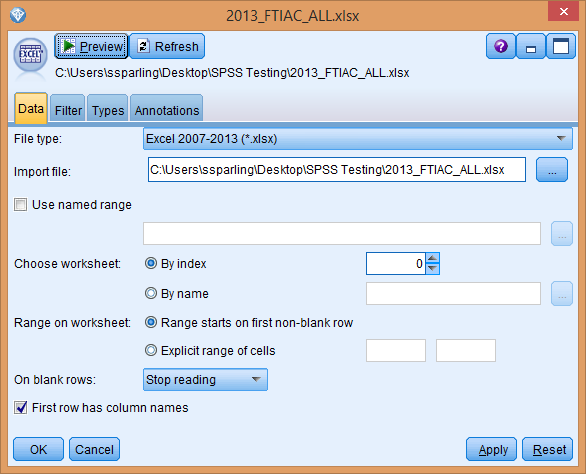 2013_FTIAC_ALL.xlsx
EXCEL
Preview Refresh ?
C:\Users\ssparling\Desktop\SPSS Testing\2013_FTIAC_ALL.xlsx
Data Filter Types Annotations
File type: Excel 2007-2013 (*.xlsx)
Import file: C:\Users\ssparling\Desktop\SPSS Testing\2013_FTIAC_ALL.xlsx ...
Use named range
...
Choose worksheet: By index 0
By name ...
Range on worksheet: Range starts on first non-blank row
Explicit range of cells
On blank rows: Stop reading
First row has column names
OK Cancel Apply Reset